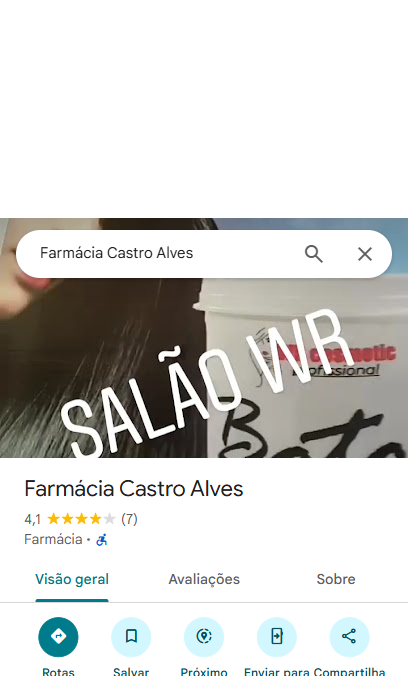 Farmácia Castro Alves
SALÃO WR
cosmetic
profissional
Farmácia Castro Alves
4,1 (7)
Farmácia ·
Visão geral Avaliações Sobre
Rotas Salvar Próximo Enviar para Compartilha